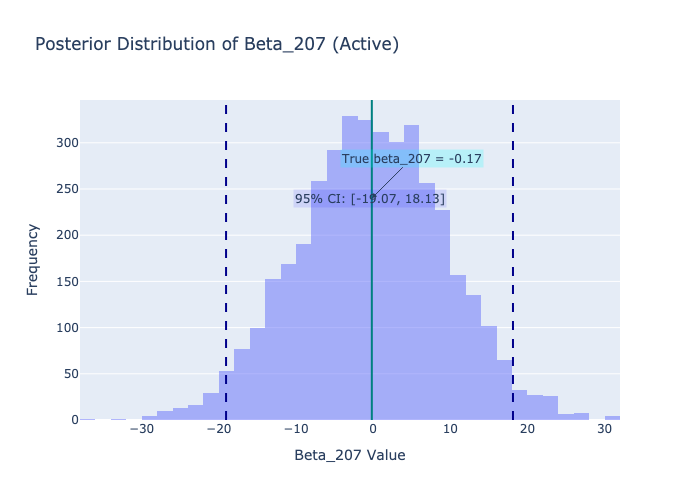 Posterior Distribution of Beta_207 (Active)
300
250
200
150
100
50
0
Frequency
True beta_207 = -0.17
95% CI: [-19.07, 18.13]
−30
−20
−10
0
10
20
30
Beta_207 Value